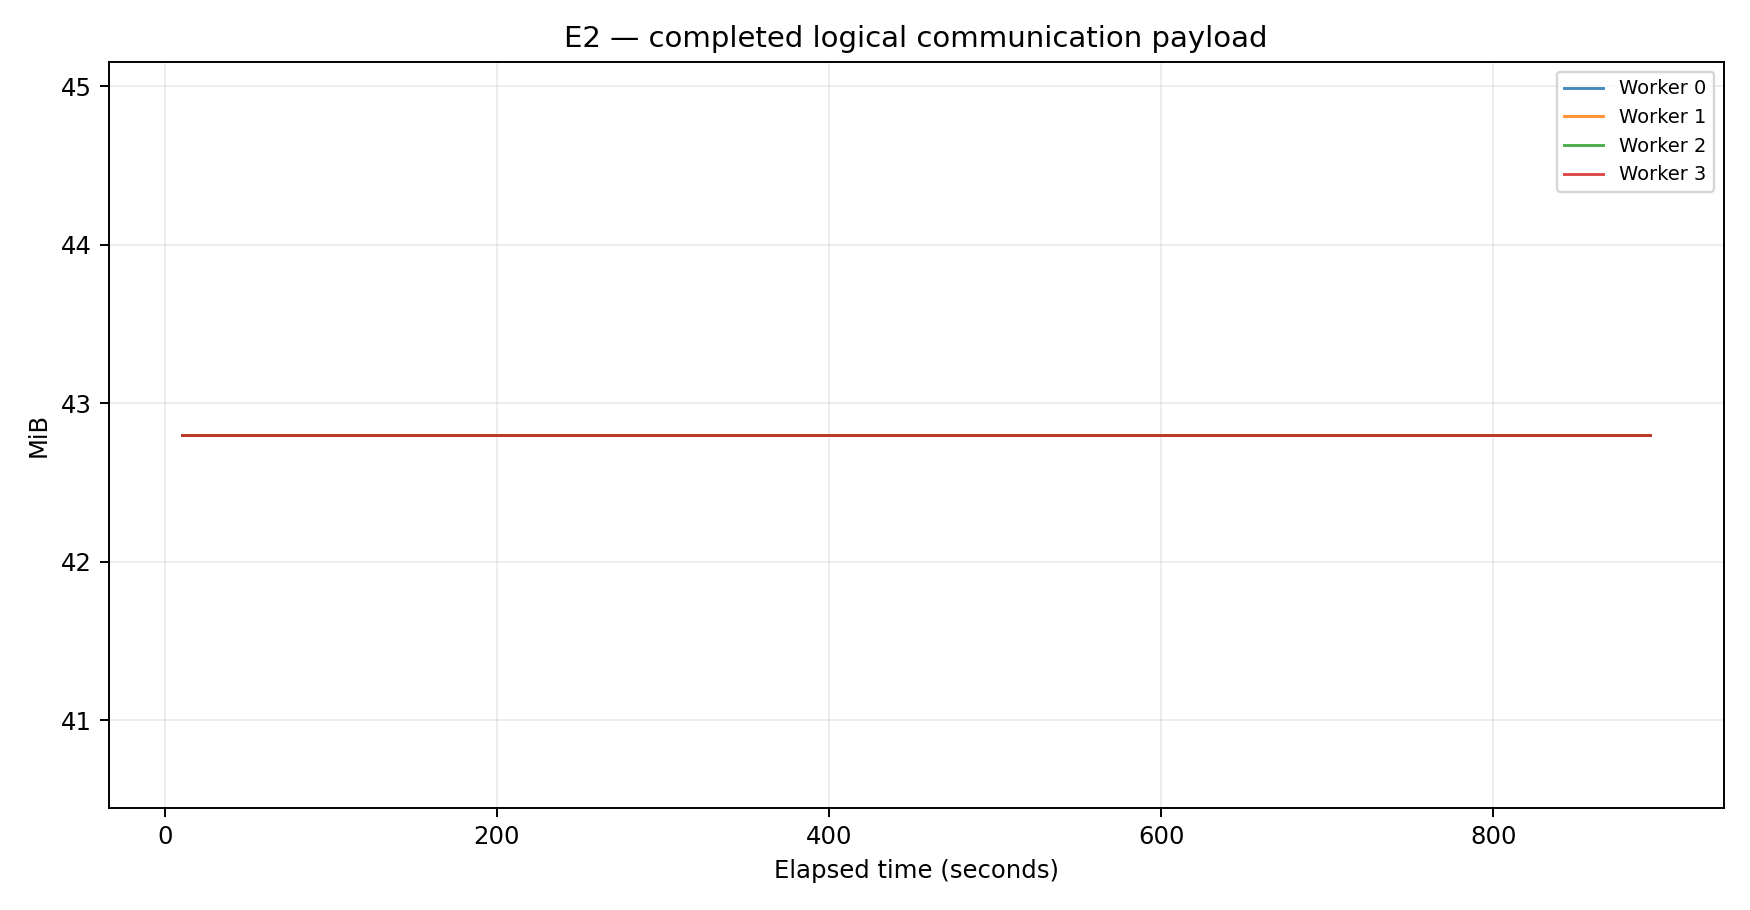 E2 — completed logical communication payload
Worker 0
Worker 1
Worker 2
Worker 3
45
44
43
42
41
MiB
0 200 400 600 800
Elapsed time (seconds)